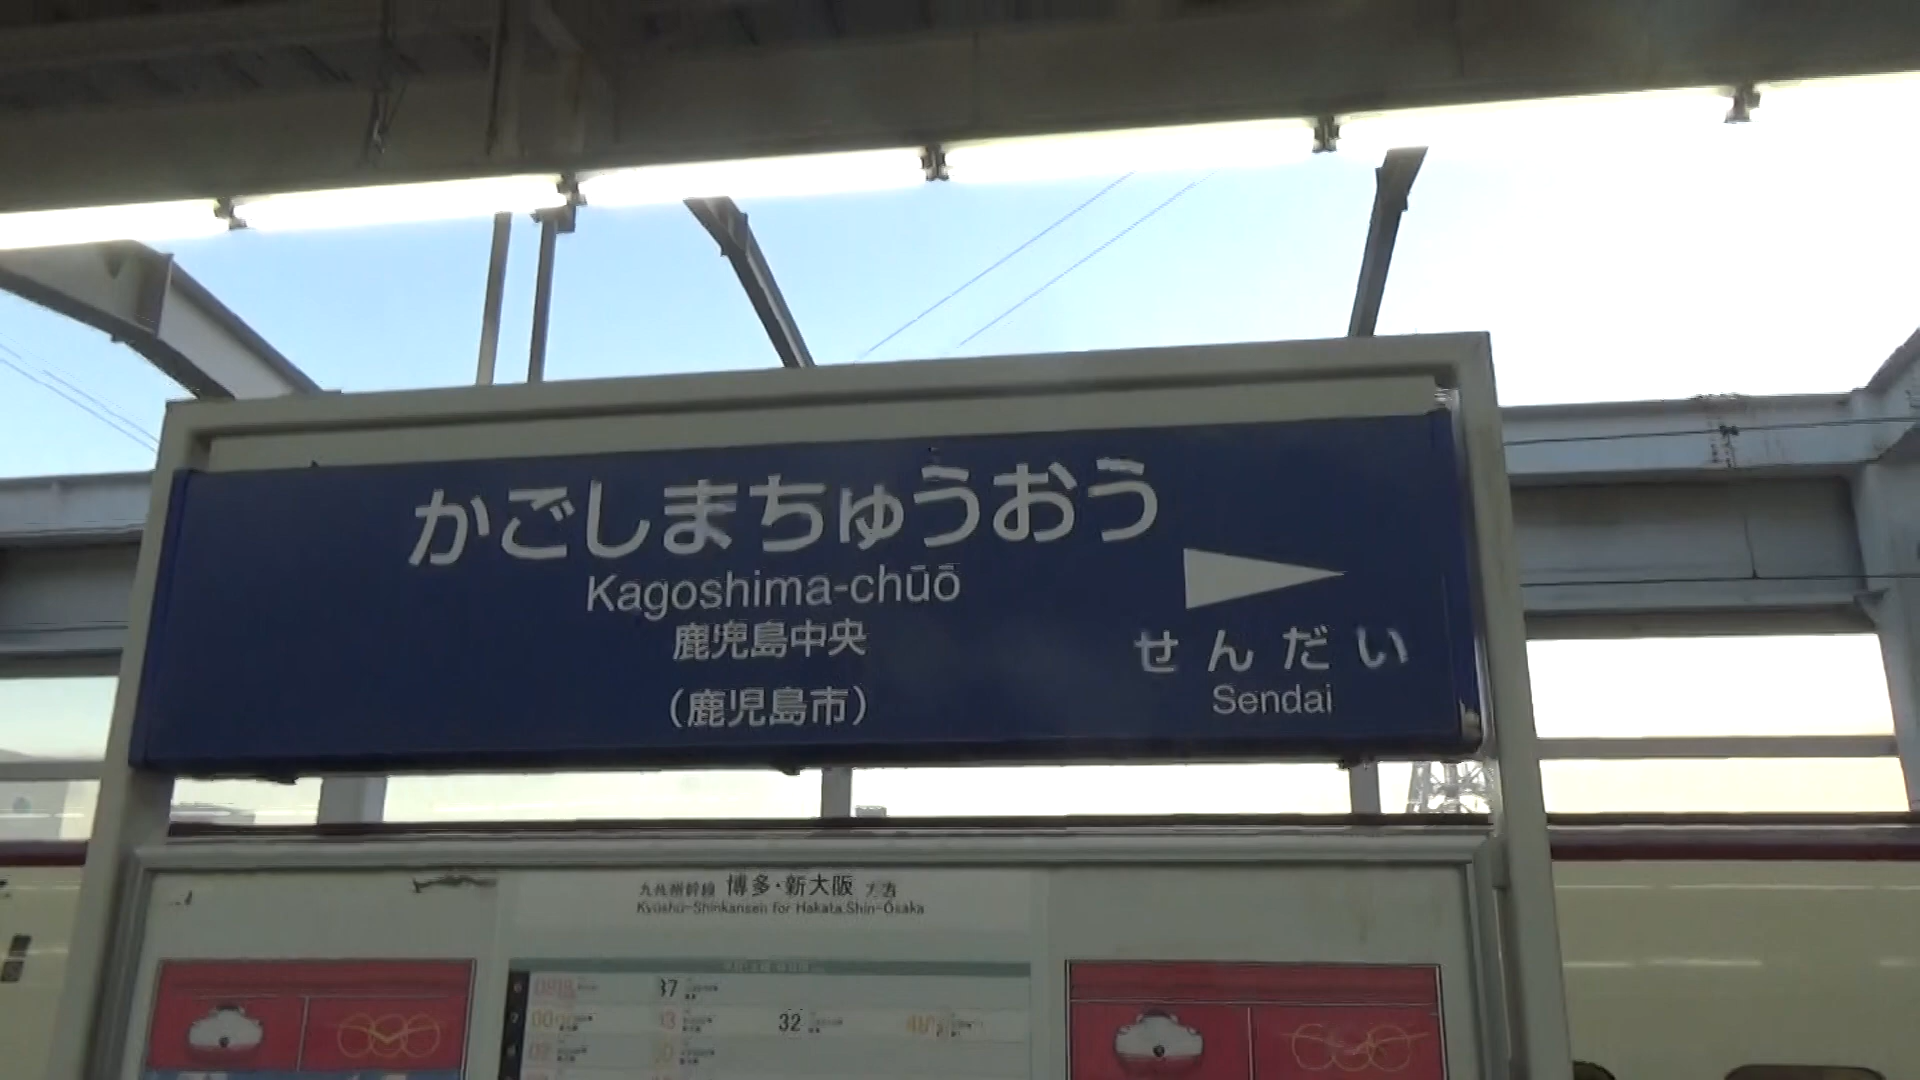 かごしまちゅうおう
Kagoshima-chūō
鹿児島中央
(鹿児島市)
せんだい
Sendai
九州新幹線 博多・新大阪 方面
Kyūshū-Shinkansen for Hakata,Shin-Ōsaka
37
32